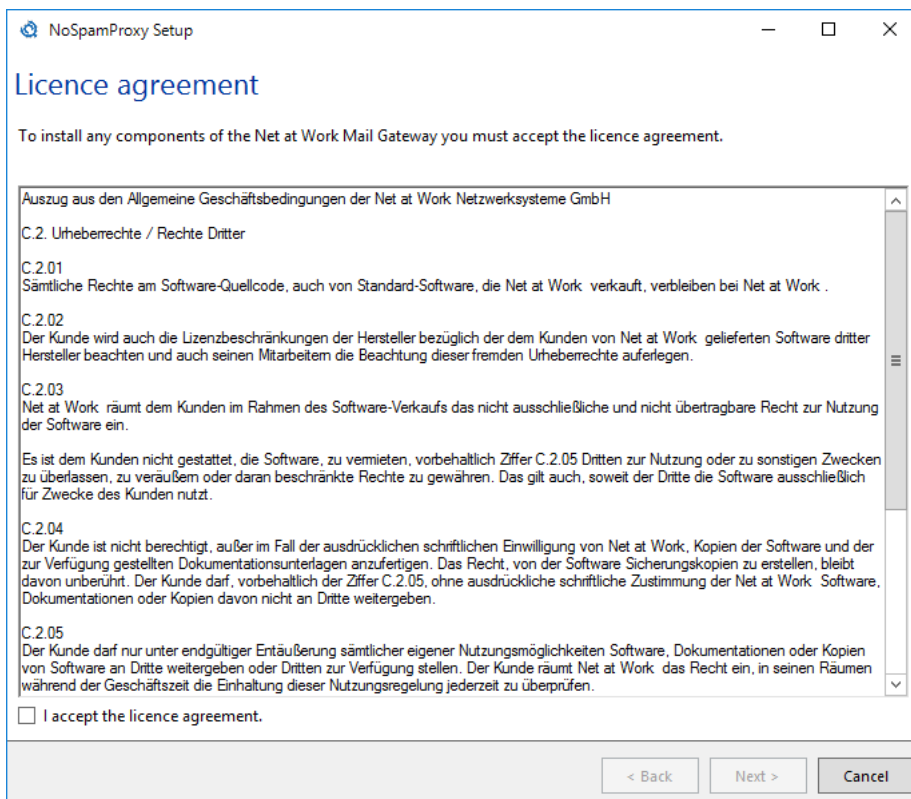 NoSpamProxy Setup
Licence agreement
To install any components of the Net at Work Mail Gateway you must accept the licence agreement.
Auszug aus den Allgemeine Geschäftsbedingungen der Net at Work Netzwerksysteme GmbH
C.2. Urheberrechte / Rechte Dritter
C.2.01
Sämtliche Rechte am Software-Quellcode, auch von Standard-Software, die Net at Work verkauft, verbleiben bei Net at Work .
C.2.02
Der Kunde wird auch die Lizenzbeschränkungen der Hersteller bezüglich der dem Kunden von Net at Work gelieferten Software dritter
Hersteller beachten und auch seinen Mitarbeitern die Beachtung dieser fremden Urheberrechte auferlegen.
C.2.03
Net at Work räumt dem Kunden im Rahmen des Software-Verkaufs das nicht ausschließliche und nicht übertragbare Recht zur Nutzung
der Software ein.
Es ist dem Kunden nicht gestattet, die Software, zu vermieten, vorbehaltlich Ziffer C.2.05 Dritten zur Nutzung oder zu sonstigen Zwecken
zu überlassen, zu veräußern oder daran beschränkte Rechte zu gewähren. Das gilt auch, soweit der Dritte die Software ausschließlich
für Zwecke des Kunden nutzt.
C.2.04
Der Kunde ist nicht berechtigt, außer im Fall der ausdrücklichen schriftlichen Einwilligung von Net at Work, Kopien der Software und der
zur Verfügung gestellten Dokumentationsunterlagen anzufertigen. Das Recht, von der Software Sicherungskopien zu erstellen, bleibt
davon unberührt. Der Kunde darf, vorbehaltlich der Ziffer C.2.05, ohne ausdrückliche schriftliche Zustimmung der Net at Work Software,
Dokumentationen oder Kopien davon nicht an Dritte weitergeben.
C.2.05
Der Kunde darf nur unter endgültiger Entäußerung sämtlicher eigener Nutzungsmöglichkeiten Software, Dokumentationen oder Kopien
von Software an Dritte weitergeben oder Dritten zur Verfügung stellen. Der Kunde räumt Net at Work das Recht ein, in seinen Räumen
während der Geschäftszeit die Einhaltung dieser Nutzungsregelung jederzeit zu überprüfen.
I accept the licence agreement.
< Back Next > Cancel